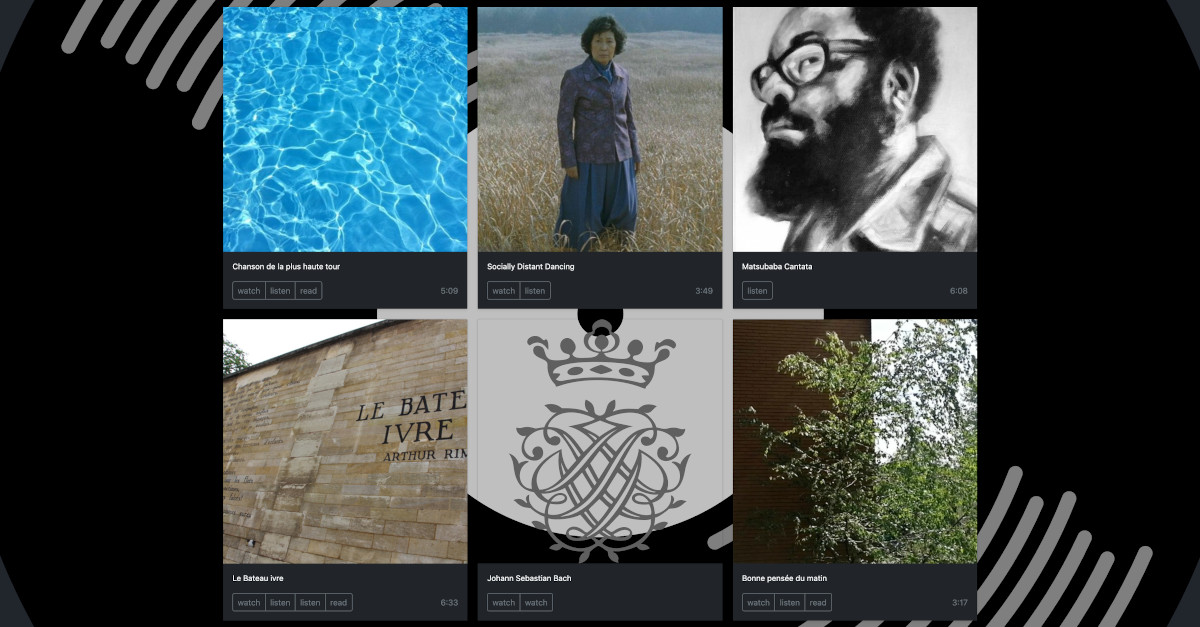 Chanson de la plus haute tour
watch listen read 5:09
Socially Distant Dancing
watch listen 3:49
Matsubaba Cantata
listen 6:08
LE BATE
IVRE
ARTHUR RIM
Le Bateau ivre
watch listen listen read 6:33
Johann Sebastian Bach
watch watch
Bonne pensée du matin
watch listen read 3:17